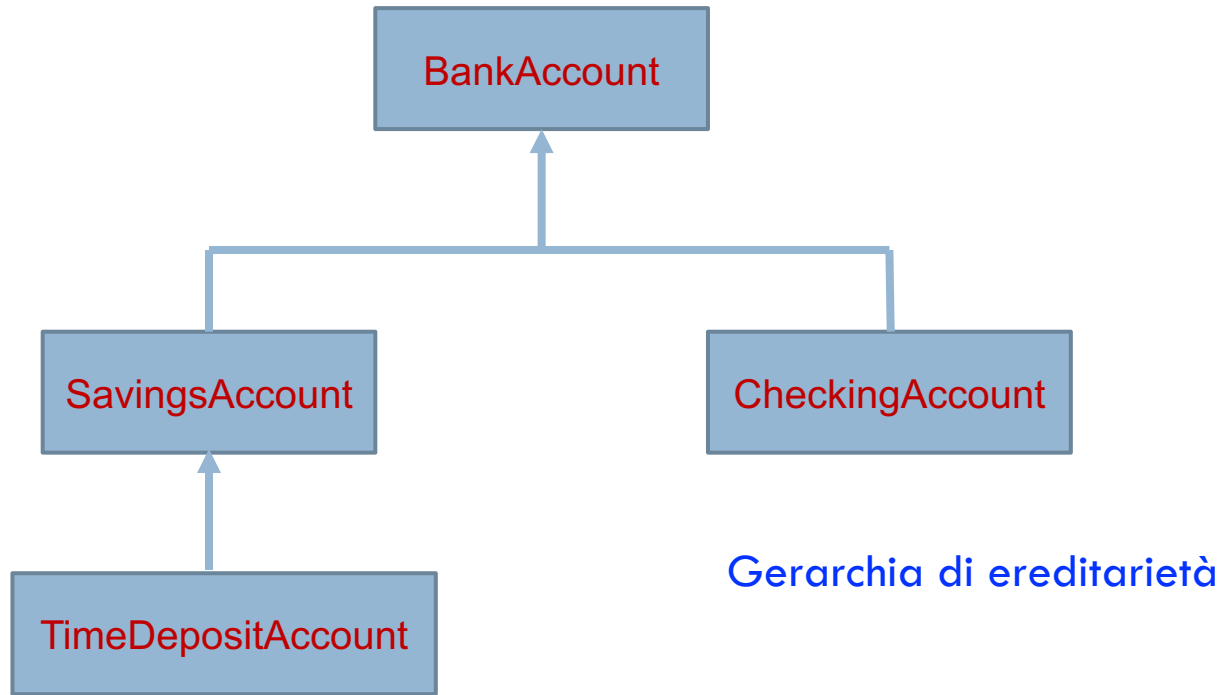 BankAccount
SavingsAccount
CheckingAccount
Gerarchia di ereditarietà
TimeDepositAccount